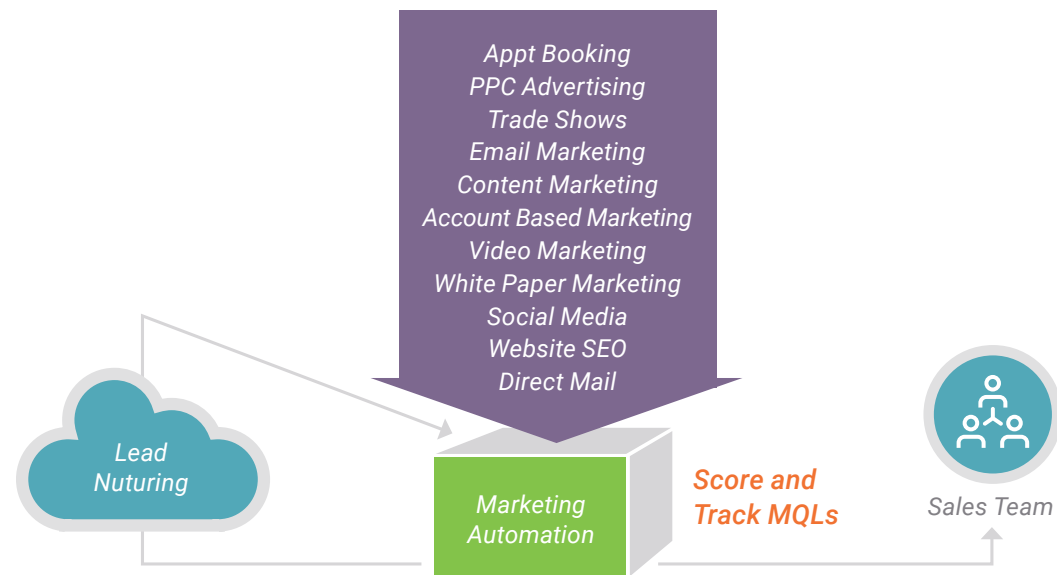 Appt Booking
PPC Advertising
Trade Shows
Email Marketing
Content Marketing
Account Based Marketing
Video Marketing
White Paper Marketing
Social Media
Website SEO
Direct Mail
Lead
Nuturing
Marketing
Automation
Score and
Track MQLs
Sales Team